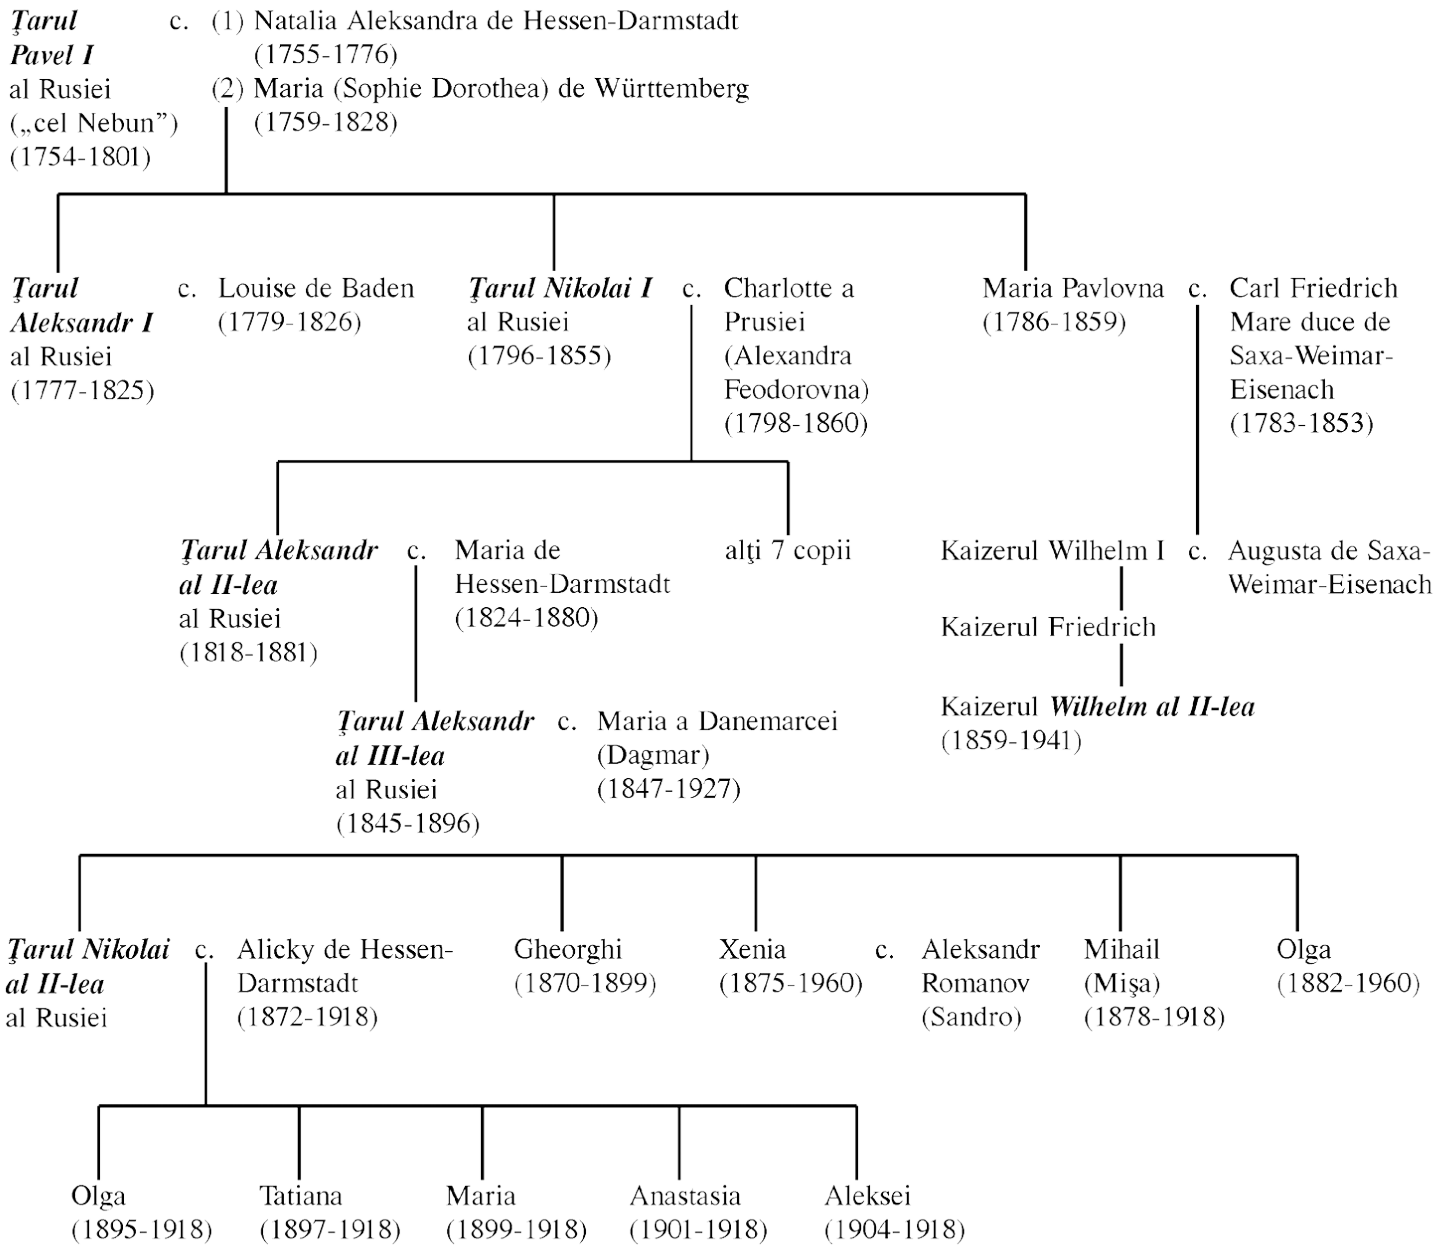 Ţarul c. (1) Natalia Aleksandra de Hessen-Darmstadt
Pavel I (1755-1776)
al Rusiei (2) Maria (Sophie Dorothea) de Württemberg
(„cel Nebun”) (1759-1828)
(1754-1801)
Ţarul c. Louise de Baden
Aleksandr I (1779-1826)
al Rusiei
(1777-1825)
Ţarul Nikolai I c. Charlotte a
al Rusiei Prusiei
(1796-1855) (Alexandra
Feodorovna)
(1798-1860)
Maria Pavlovna c. Carl Friedrich
(1786-1859) Mare duce de
Saxa-Weimar-
Eisenach
(1783-1853)
Ţarul Aleksandr c. Maria de
al II-lea Hessen-Darmstadt
al Rusiei (1824-1880)
(1818-1881)
alţi 7 copii
Kaizerul Wilhelm I c. Augusta de Saxa-
Weimar-Eisenach
Kaizerul Friedrich
Kaizerul Wilhelm al II-lea
(1859-1941)
Ţarul Aleksandr c. Maria a Danemarcei
al III-lea (Dagmar)
al Rusiei (1847-1927)
(1845-1896)
Ţarul Nikolai c. Alicky de Hessen-
al II-lea Darmstadt
al Rusiei (1872-1918)
Gheorghi
(1870-1899)
Xenia c. Aleksandr
(1875-1960) Romanov
(Sandro)
Mihail
(Mişa)
(1878-1918)
Olga
(1882-1960)
Olga
(1895-1918)
Tatiana
(1897-1918)
Maria
(1899-1918)
Anastasia
(1901-1918)
Aleksei
(1904-1918)